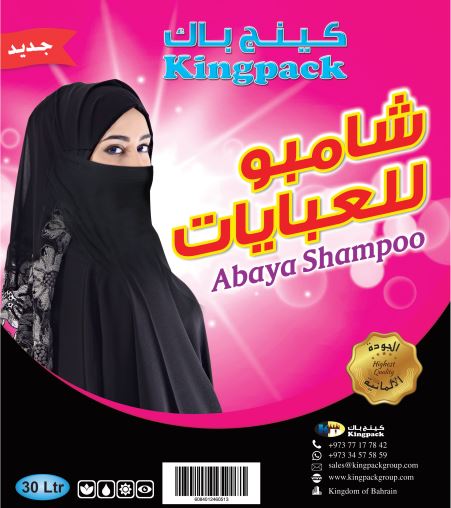 جديد
كينج باك
Kingpack
شامبو
للعبايات
Abaya Shampoo
الجودة
Highest
Quality
الألمانية
كينج باك
Kingpack
+973 77 17 78 42
+973 34 57 58 59
sales@kingpackgroup.com
www.kingpackgroup.com
Kingdom of Bahrain
30 Ltr
6084012460513